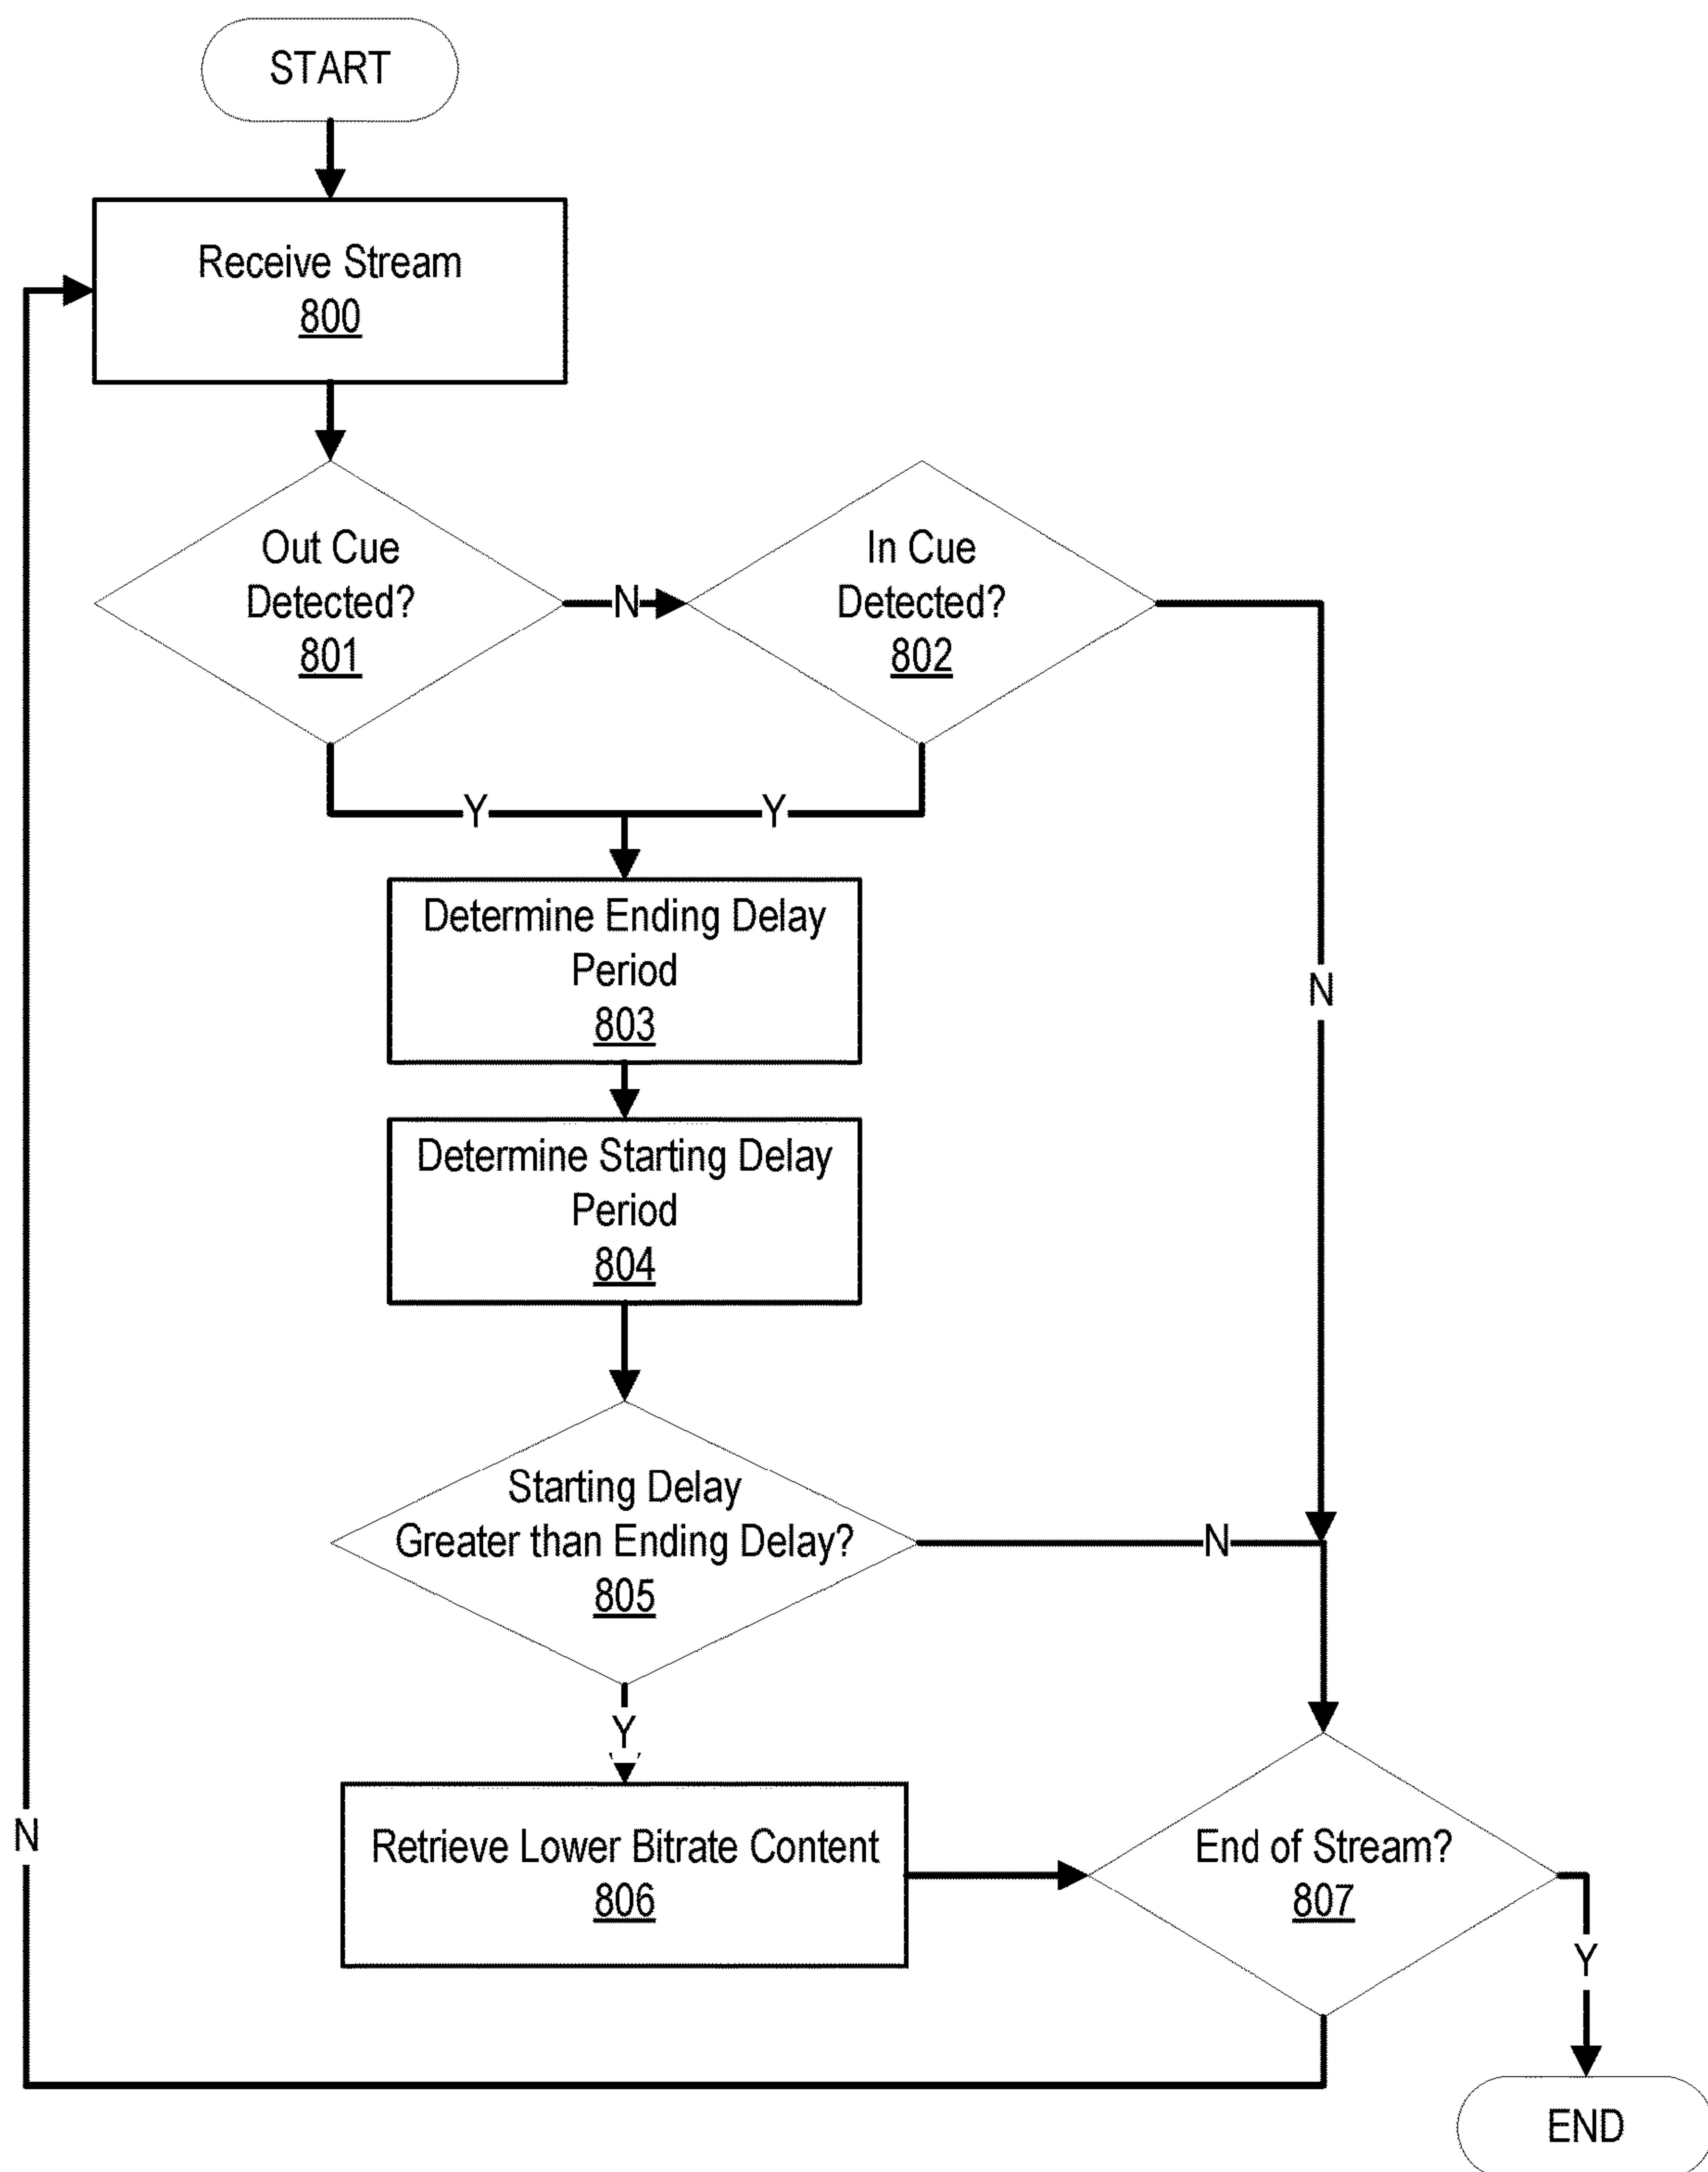 START
Receive Stream
800
Out Cue
Detected?
801
N
In Cue
Detected?
802
Y
Y
Determine Ending Delay
Period
803
N
Determine Starting Delay
Period
804
Starting Delay
Greater than Ending Delay?
805
N
Y
Retrieve Lower Bitrate Content
806
End of Stream?
807
N
Y
END